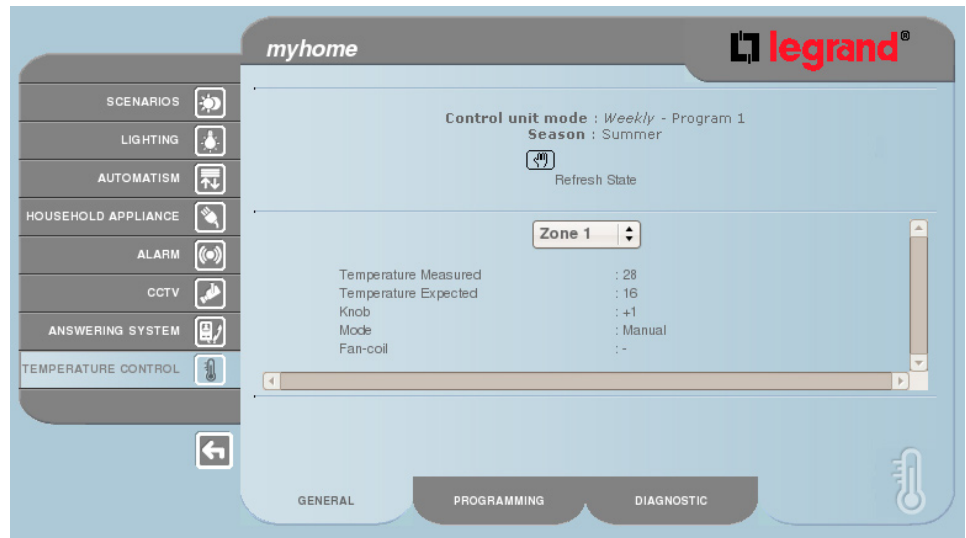 myhome
legrand®
SCENARIOS
LIGHTING
AUTOMATISM
HOUSEHOLD APPLIANCE
ALARM
CCTV
ANSWERING SYSTEM
TEMPERATURE CONTROL
Control unit mode : Weekly - Program 1
Season : Summer
Refresh State
Zone 1
Temperature Measured : 28
Temperature Expected : 16
Knob : +1
Mode : Manual
Fan-coil : -
GENERAL PROGRAMMING DIAGNOSTIC